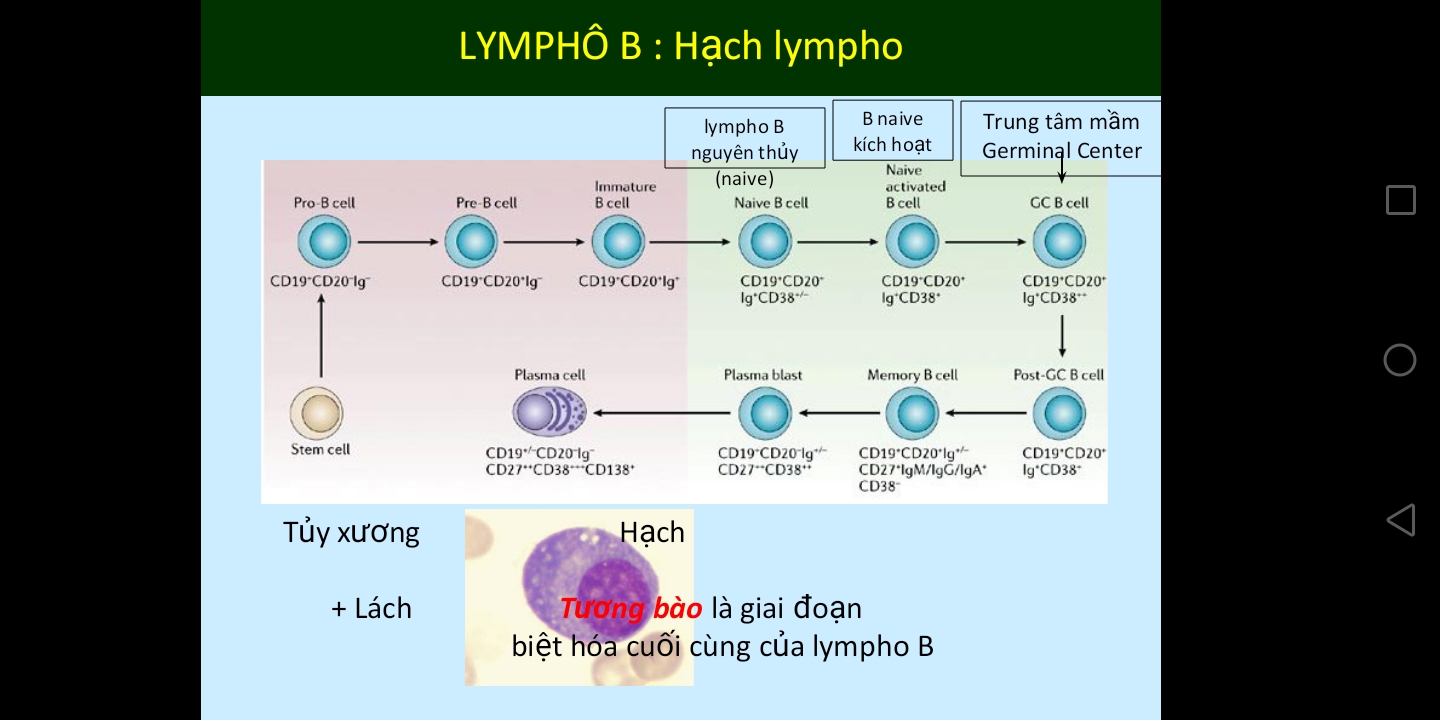 LYMPHÔ B : Hạch lympho
lympho B
nguyên thủy
(naive)
B naive
kích hoạt
Trung tâm mầm
Germinal Center
Pro-B cell
CD19⁺CD20⁻Ig⁻
Pre-B cell
CD19⁺CD20⁺Ig⁻
Immature
B cell
CD19⁺CD20⁺Ig⁺
Naive B cell
CD19⁺CD20⁺
Ig⁺CD38⁺/⁻
Naive
activated
B cell
CD19⁺CD20⁺
Ig⁺CD38⁺
GC B cell
CD19⁺CD20⁺
Ig⁺CD38⁺⁺
Stem cell
Plasma cell
CD19⁺/⁻CD20⁻Ig⁻
CD27⁺⁺CD38⁺⁺⁺CD138⁺
Plasma blast
CD19⁺CD20⁻Ig⁺/⁻
CD27⁺⁺CD38⁺⁺
Memory B cell
CD19⁺CD20⁺Ig⁺/⁻
CD27⁺IgM/IgG/IgA⁺
CD38⁻
Post-GC B cell
CD19⁺CD20⁺
Ig⁺CD38⁺
Tủy xương
Hạch
+ Lách
Tương bào là giai đoạn
biệt hóa cuối cùng của lympho B